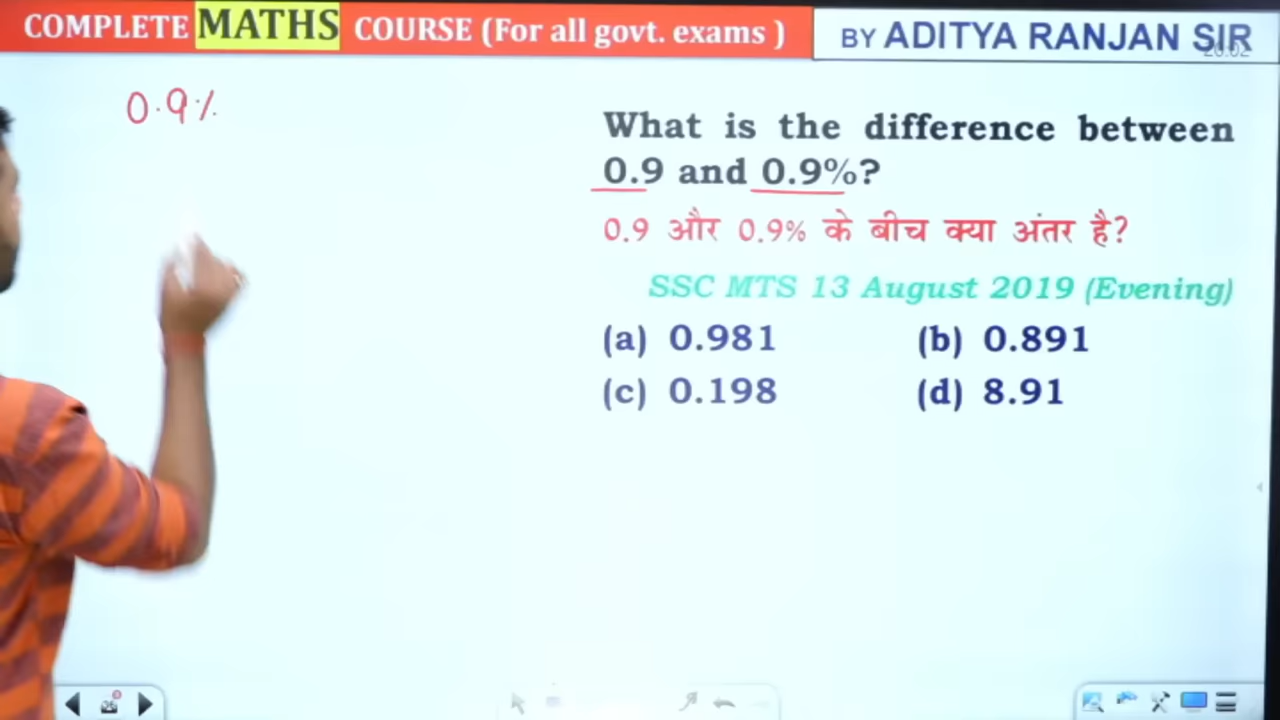 COMPLETE MATHS COURSE (For all govt. exams ) BY ADITYA RANJAN SIR
20:02
0.9%
What is the difference between
0.9 and 0.9%?
0.9 और 0.9% के बीच क्या अंतर है?
SSC MTS 13 August 2019 (Evening)
(a) 0.981 (b) 0.891
(c) 0.198 (d) 8.91